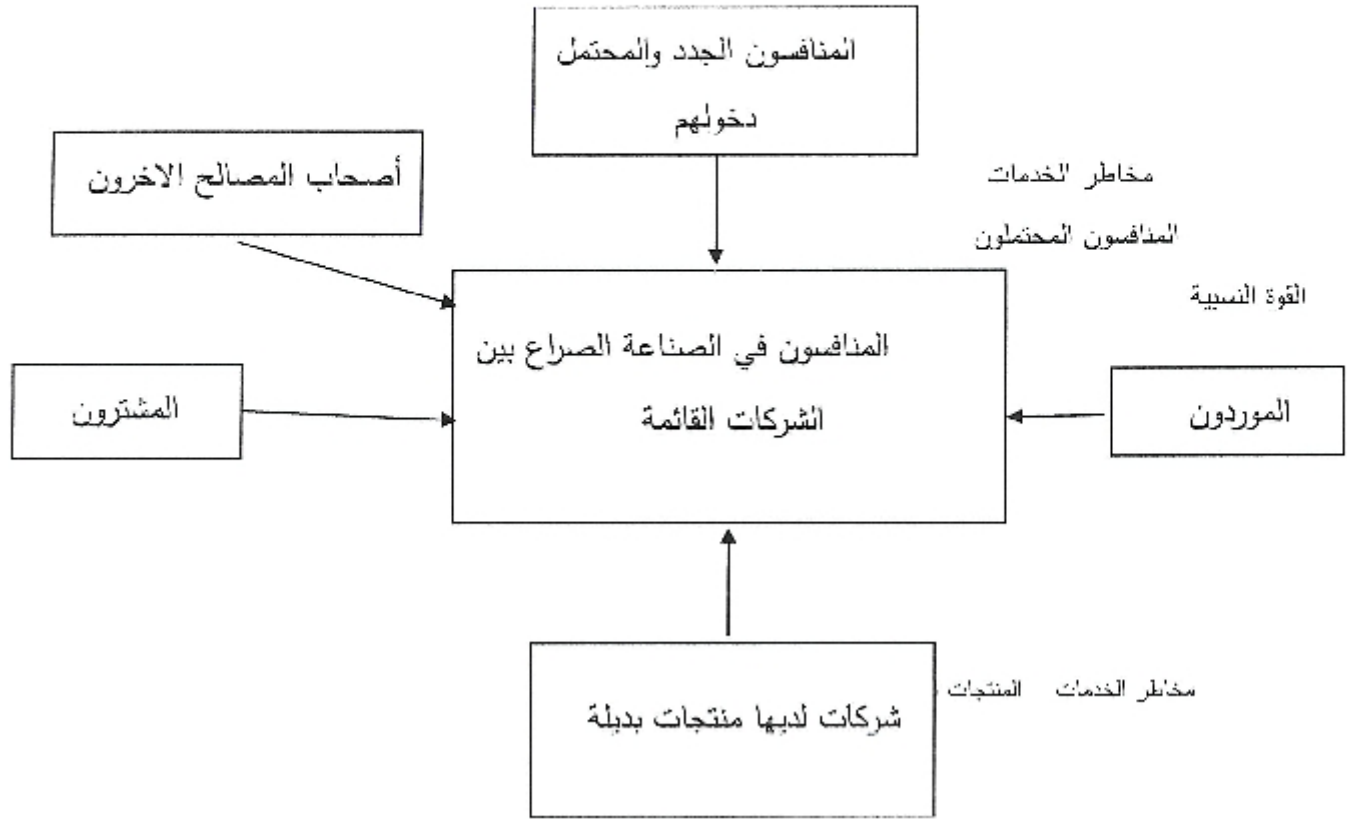 المنافسون الجدد والمحتمل
دخولهم
أصحاب المصالح الاخرون
مخاطر الخدمات
المنافسون المحتملون
القوة النسبية
المنافسون في الصناعة الصراع بين
الشركات القائمة
الموردون
المشترون
مخاطر الخدمات المنتجات
شركات لديها منتجات بديلة